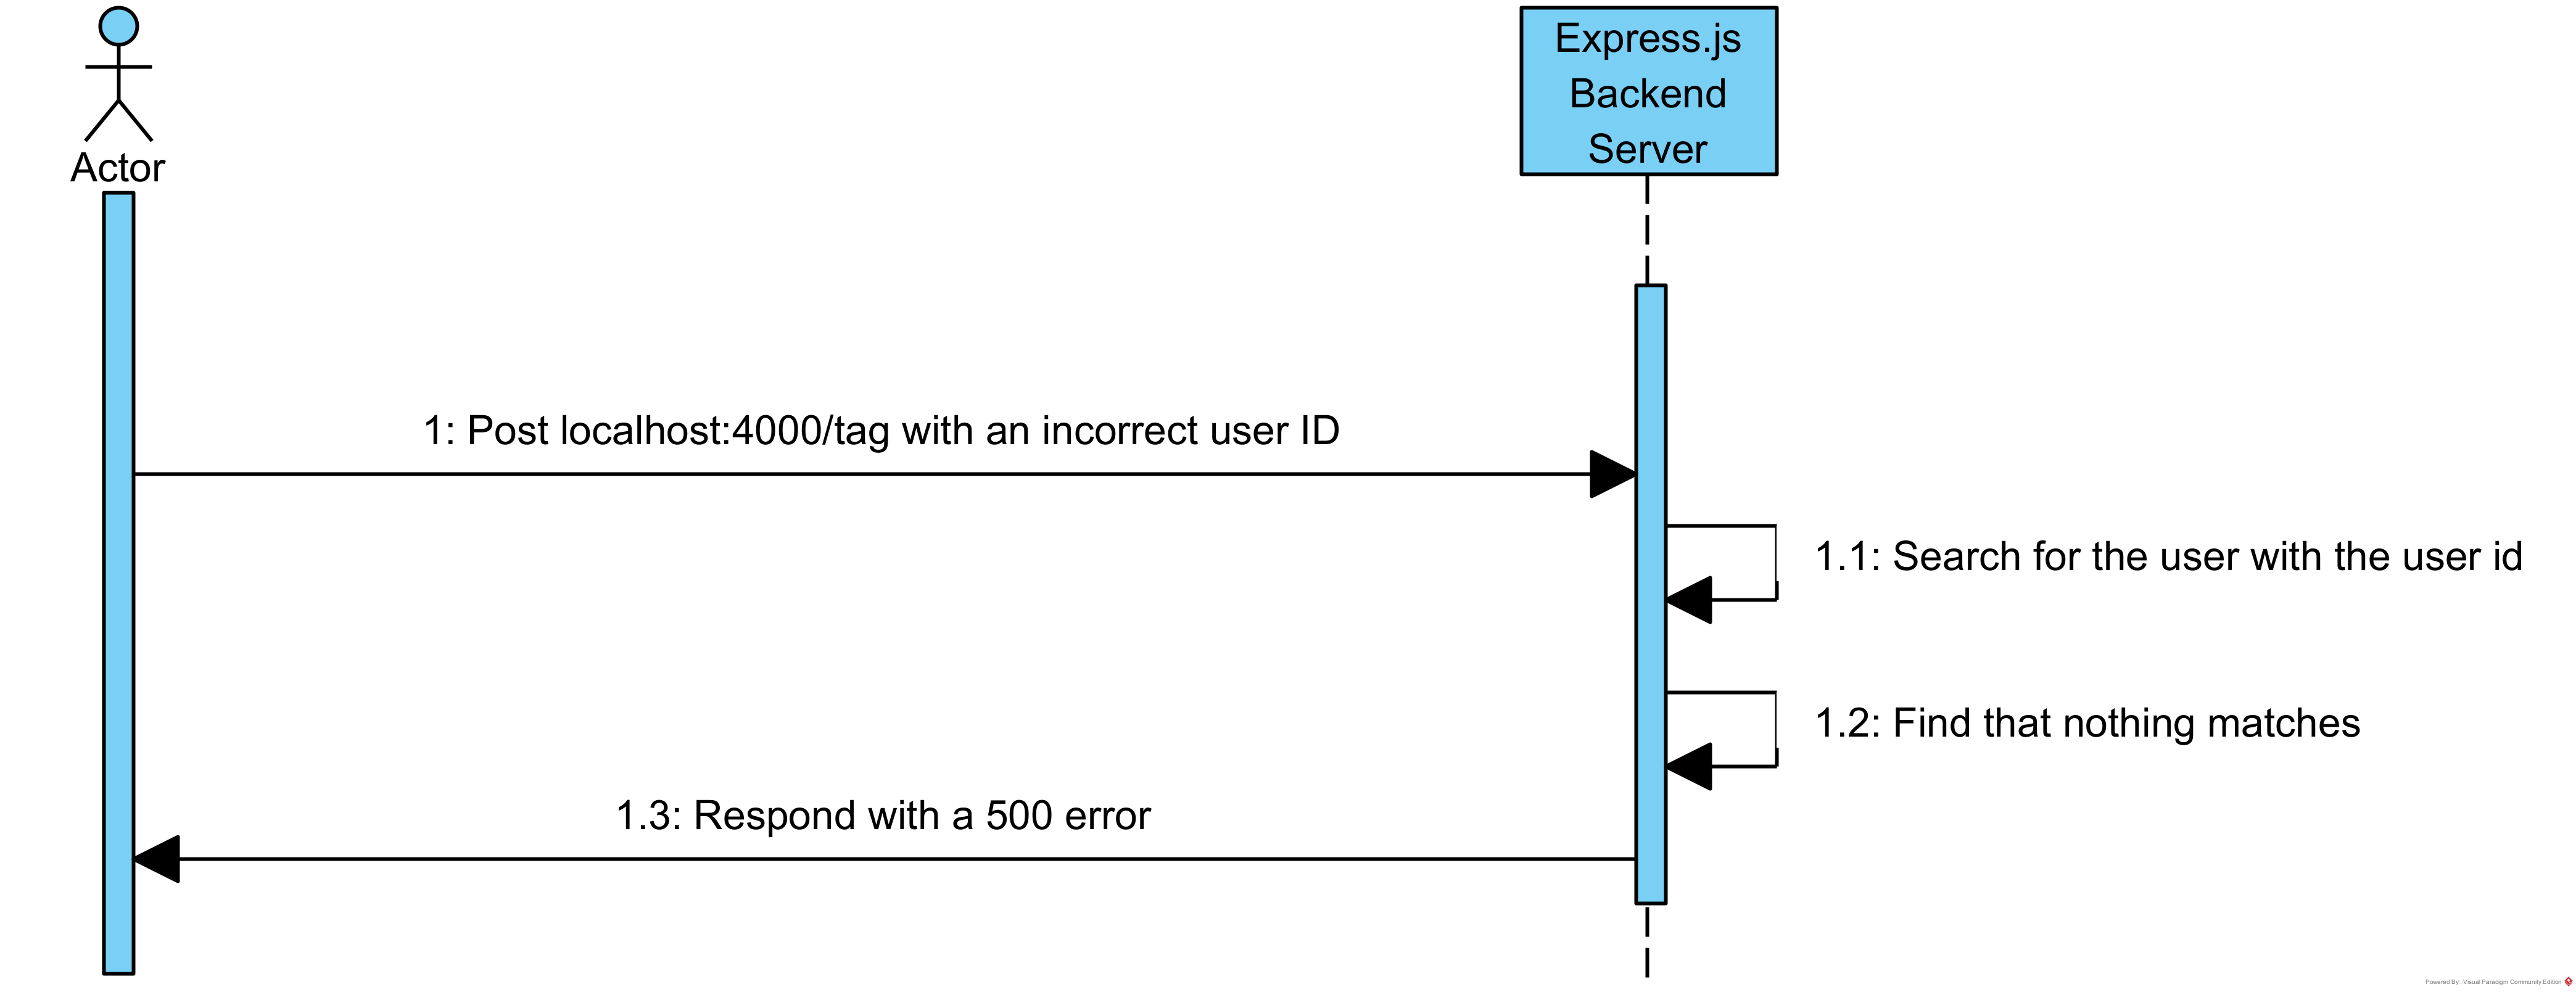 Actor
Express.js
Backend
Server
1: Post localhost:4000/tag with an incorrect user ID
1.1: Search for the user with the user id
1.2: Find that nothing matches
1.3: Respond with a 500 error
Powered By Visual Paradigm Community Edition